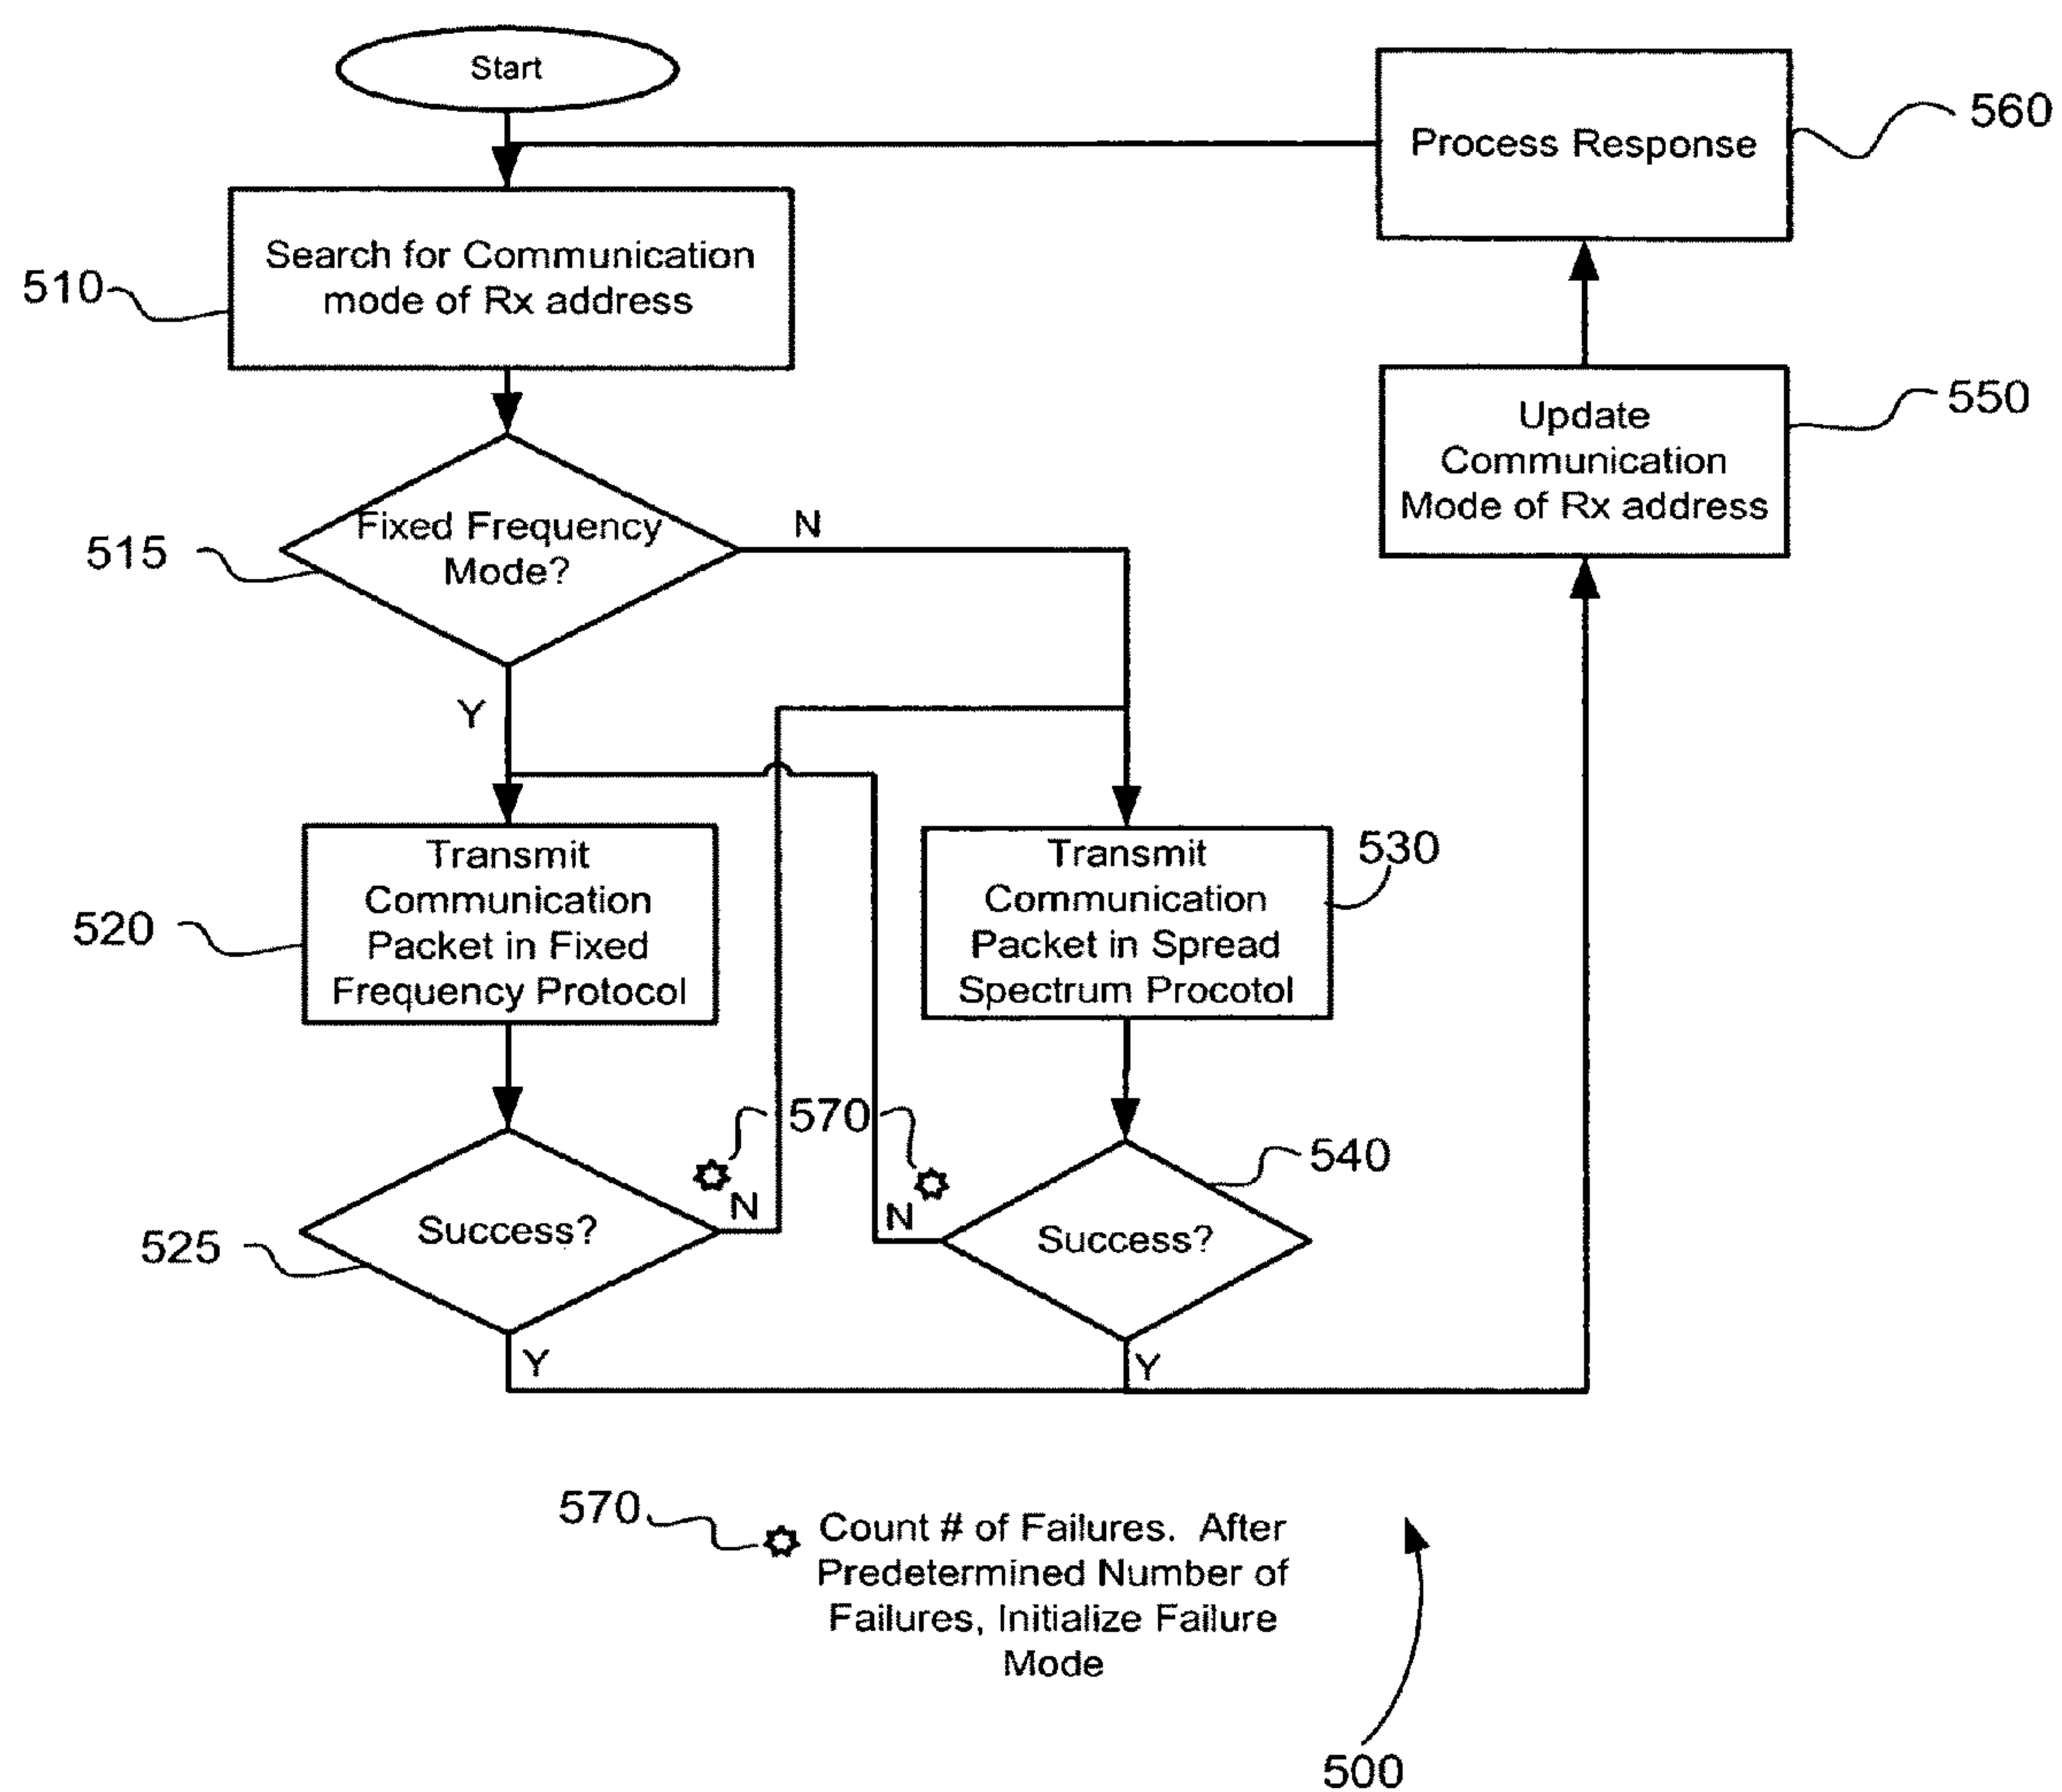 Start
Process Response
560
Search for Communication
mode of Rx address
510
Update
Communication
Mode of Rx address
550
Fixed Frequency
Mode?
N
515
Y
Transmit
Communication
Packet in Fixed
Frequency Protocol
520
Transmit
Communication
Packet in Spread
Spectrum Procotol
530
570
N
N
Success?
525
Success?
540
Y
Y
570
Count # of Failures. After
Predetermined Number of
Failures, Initialize Failure
Mode
500